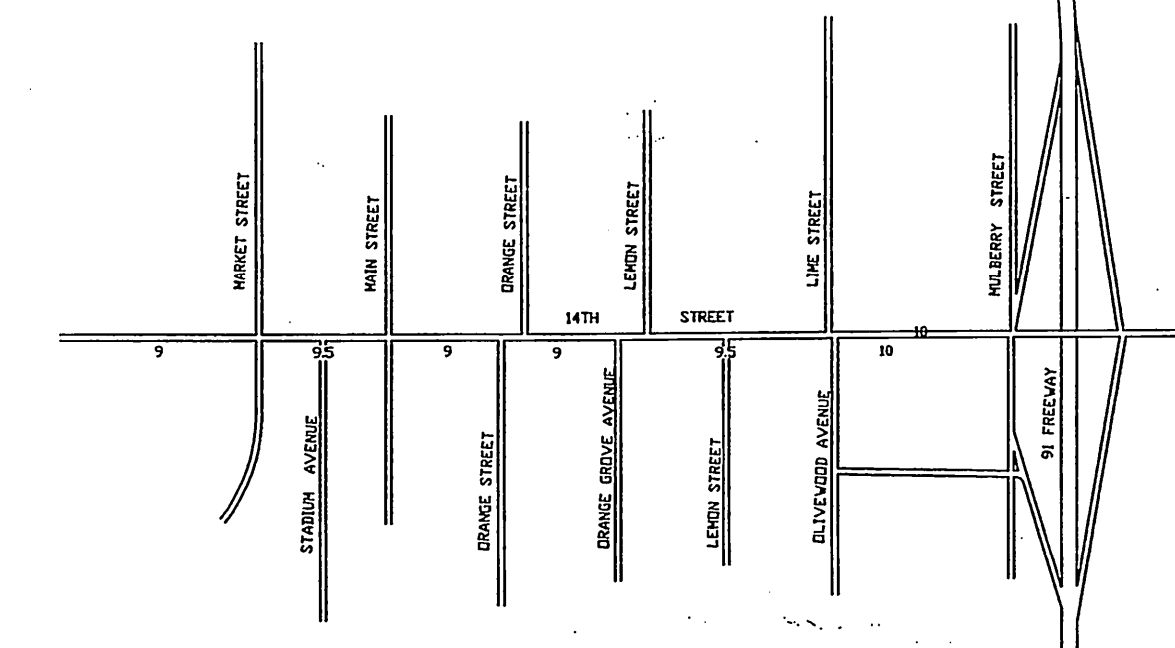 MARKET STREET
MAIN STREET
ORANGE STREET
LEMON STREET
LIME STREET
MULBERRY STREET
14TH STREET
10
9
9.5
9
9
9.5
10
STADIUM AVENUE
ORANGE STREET
ORANGE GROVE AVENUE
LEMON STREET
OLIVEWOOD AVENUE
91 FREEWAY